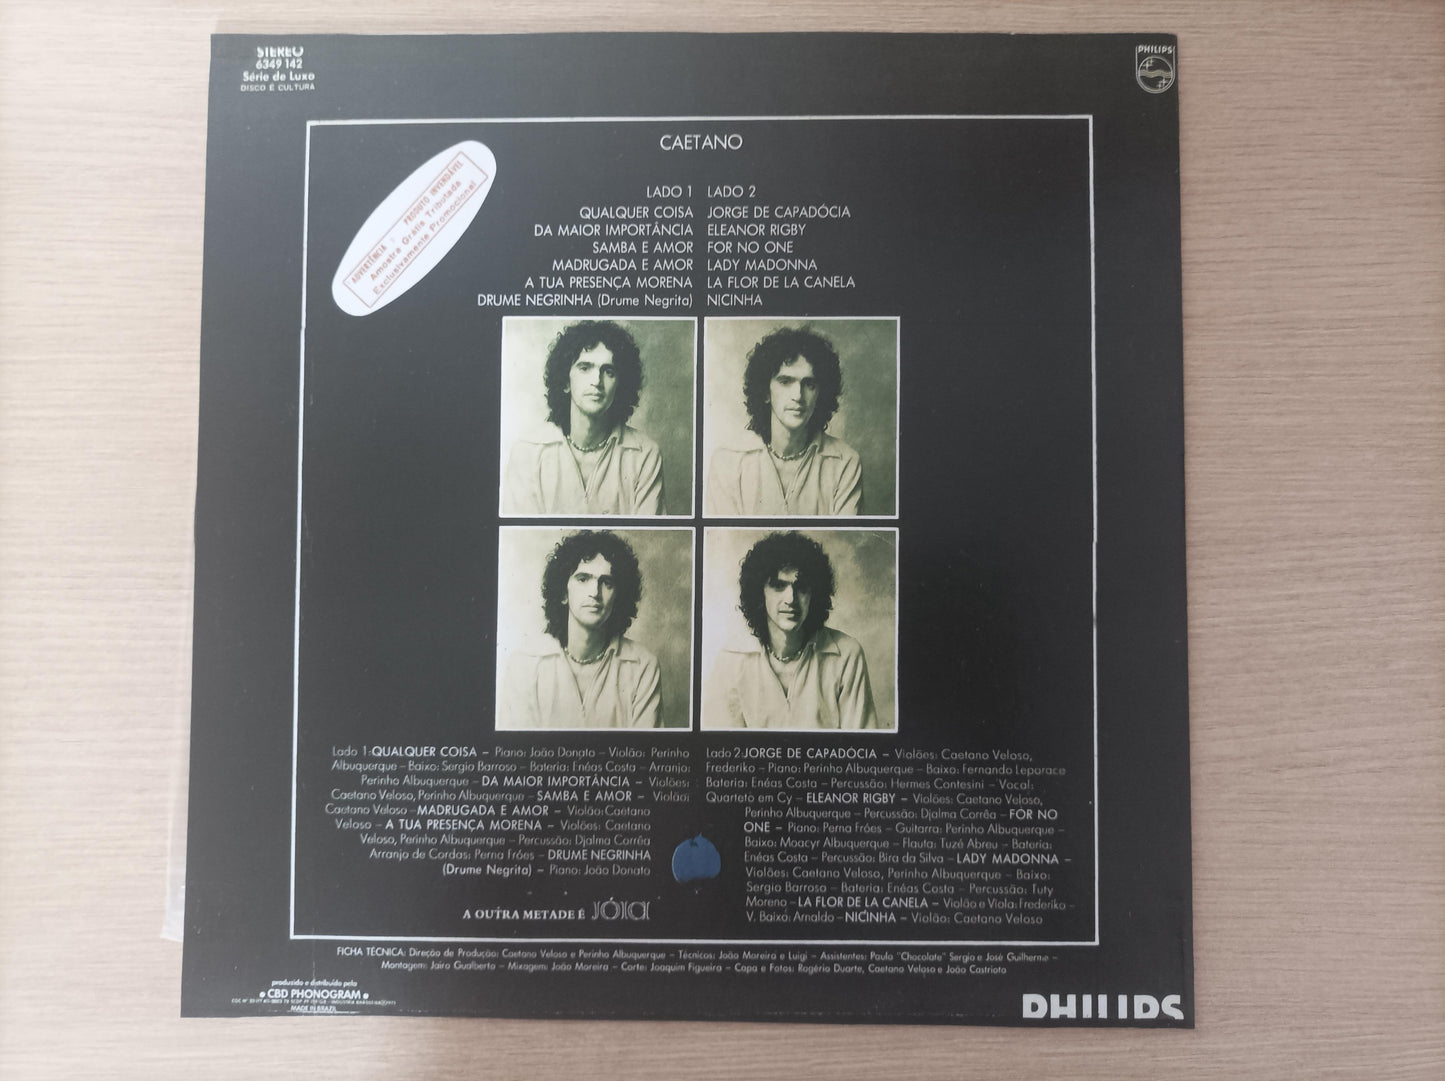 STEREO
6349 142
Série de Luxo
DISCO É CULTURA
PHILIPS
CAETANO
ADVERTÊNCIA PRODUTO INVENDÁVEL
Amostra Grátis Tributada
Exclusivamente Promocional
LADO 1 LADO 2
QUALQUER COISA JORGE DE CAPADÓCIA
DA MAIOR IMPORTÂNCIA ELEANOR RIGBY
SAMBA E AMOR FOR NO ONE
MADRUGADA E AMOR LADY MADONNA
A TUA PRESENÇA MORENA LA FLOR DE LA CANELA
DRUME NEGRINHA (Drume Negrita) NICINHA
Lado 1:QUALQUER COISA – Piano: João Donato – Violão: Perinho
Albuquerque – Baixo: Sergio Barroso – Bateria: Enéas Costa – Arranjo:
Perinho Albuquerque – DA MAIOR IMPORTÂNCIA – Violões:
Caetano Veloso, Perinho Albuquerque – SAMBA E AMOR – Violão:
Caetano Veloso – MADRUGADA E AMOR – Violão: Caetano
Veloso – A TUA PRESENÇA MORENA – Violões: Caetano
Veloso, Perinho Albuquerque – Percussão: Djalma Corrêa
Arranjo de Cordas: Perna Fróes – DRUME NEGRINHA
(Drume Negrita) – Piano: João Donato
A OUTRA METADE É JÓIA
Lado 2:JORGE DE CAPADÓCIA – Violões: Caetano Veloso,
Frederiko – Piano: Perinho Albuquerque – Baixo: Fernando Leporace
Bateria: Enéas Costa – Percussão: Hermes Contesini – Vocal:
Quarteto em Cy – ELEANOR RIGBY – Violões: Caetano Veloso,
Perinho Albuquerque – Percussão: Djalma Corrêa – FOR NO
ONE – Piano: Perna Fróes – Guitarra: Perinho Albuquerque –
Baixo: Moacyr Albuquerque – Flauta: Tuzé Abreu – Bateria:
Enéas Costa – Percussão: Bira da Silva – LADY MADONNA –
Violões: Caetano Veloso, Perinho Albuquerque – Baixo:
Sergio Barroso – Bateria: Enéas Costa – Percussão: Tuty
Moreno – LA FLOR DE LA CANELA – Violão e Viola: Frederiko –
V. Baixo: Arnaldo – NICINHA – Violão: Caetano Veloso
FICHA TÉCNICA: Direção de Produção: Caetano Veloso e Perinho Albuquerque – Técnicos: João Moreira e Luigi – Assistentes: Paulo "Chocolate" Sergio e José Guilherme –
Montagem: Jairo Gualberto – Mixagem: João Moreira – Corte: Joaquim Figueira – Capa e Fotos: Rogério Duarte, Caetano Veloso e João Castrioto
produzido e distribuído pela
• CBD PHONOGRAM •
MADE IN BRAZIL
PHILIPS